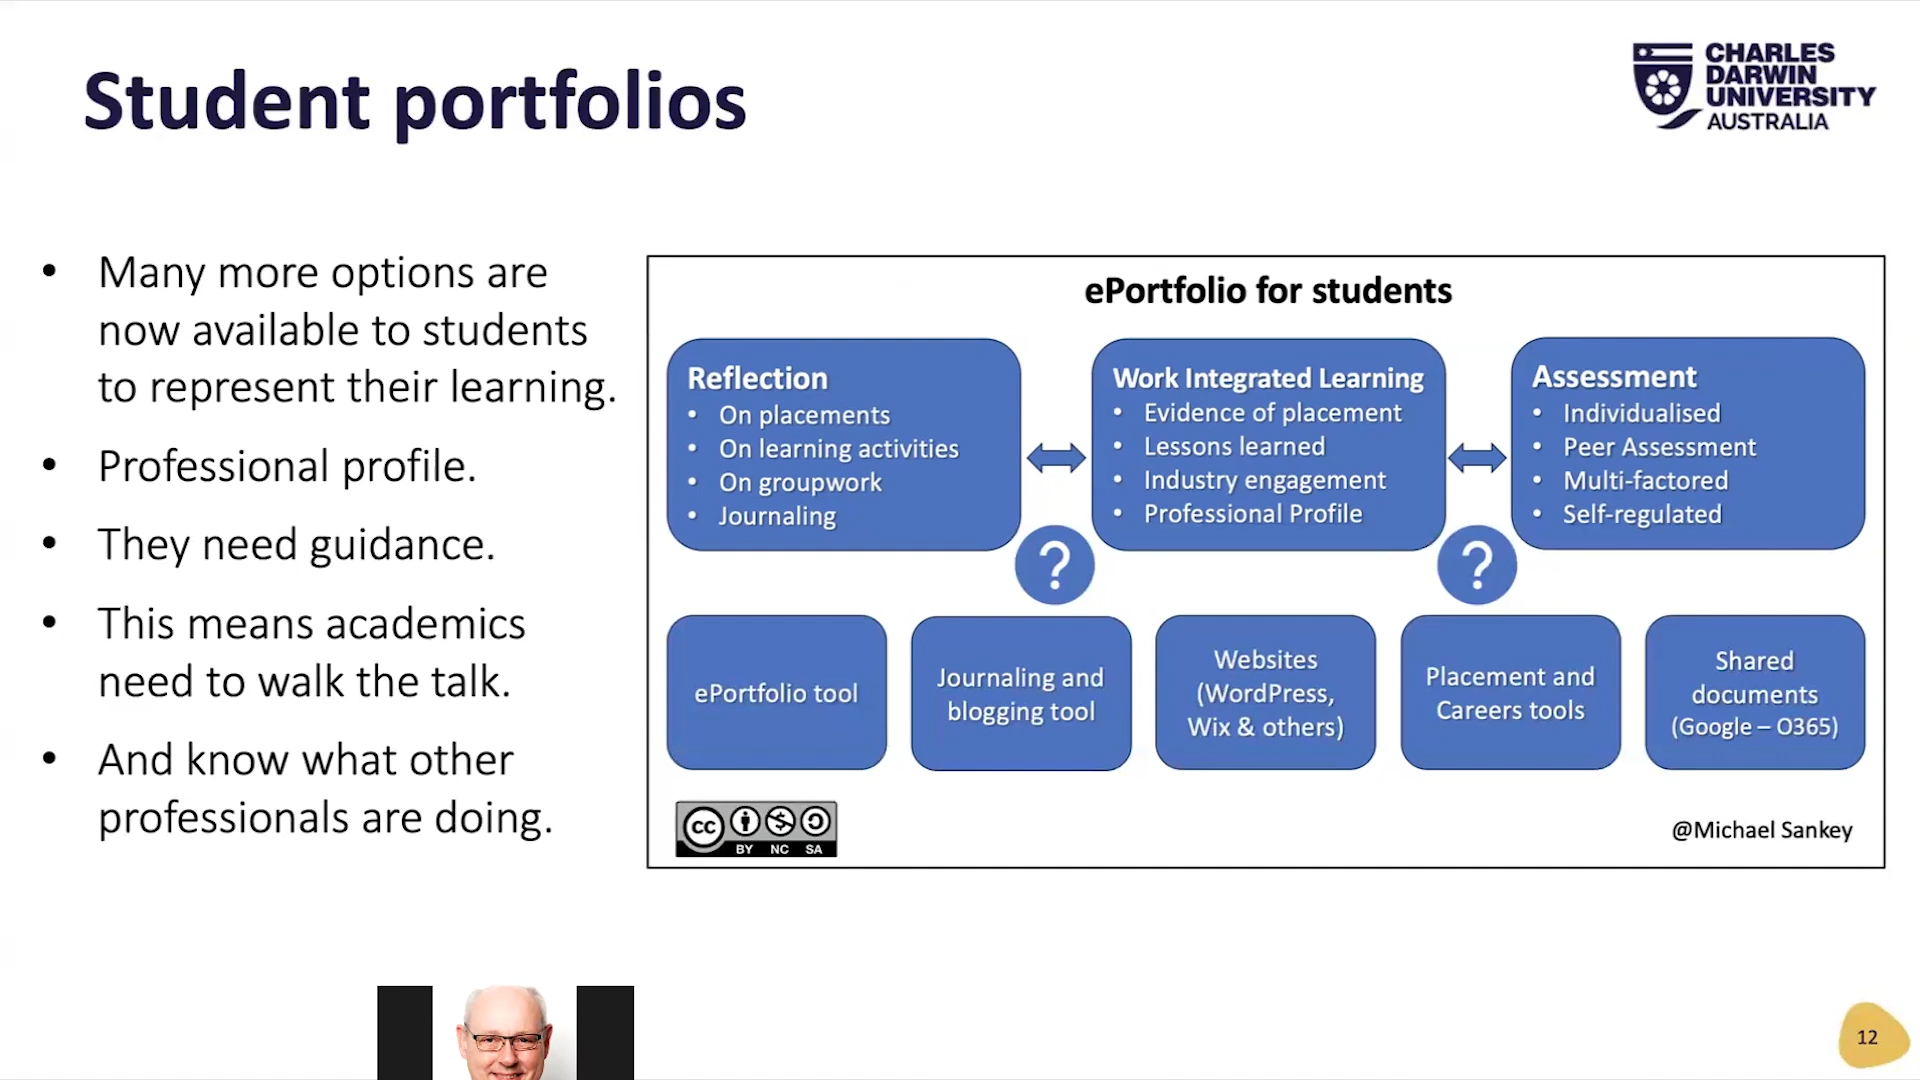 Student portfolios
CHARLES
DARWIN
UNIVERSITY
AUSTRALIA
• Many more options are
now available to students
to represent their learning.
• Professional profile.
• They need guidance.
• This means academics
need to walk the talk.
• And know what other
professionals are doing.
ePortfolio for students
Reflection
• On placements
• On learning activities
• On groupwork
• Journaling
Work Integrated Learning
• Evidence of placement
• Lessons learned
• Industry engagement
• Professional Profile
Assessment
• Individualised
• Peer Assessment
• Multi-factored
• Self-regulated
?
?
ePortfolio tool
Journaling and
blogging tool
Websites
(WordPress,
Wix & others)
Placement and
Careers tools
Shared
documents
(Google – O365)
cc
BY NC SA
@Michael Sankey
12